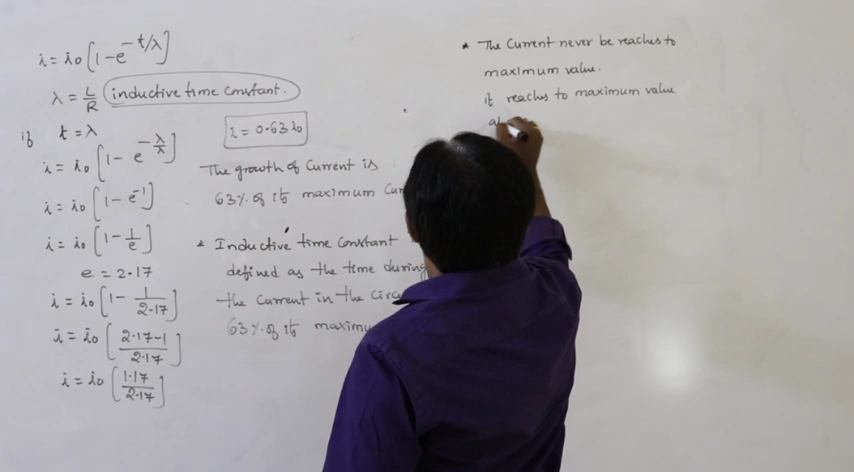 i = i₀ [1 - e^-t/λ]
λ = L/R (inductive time constant.)
if t = λ
i = i₀ [1 - e^-λ/λ]
i = i₀ [1 - e^-1]
i = i₀ [1 - 1/e]
e = 2.17
i = i₀ [1 - 1/2.17]
i = i₀ [2.17-1/2.17]
i = i₀ [1.17/2.17]
i = 0.63 i₀
The growth of Current is
63% of its maximum Cur
* Inductive time constant
defined as the time during
the current in the circ
63% of its maximu
* The Current never be reaches to
maximum value.
it reaches to maximum value